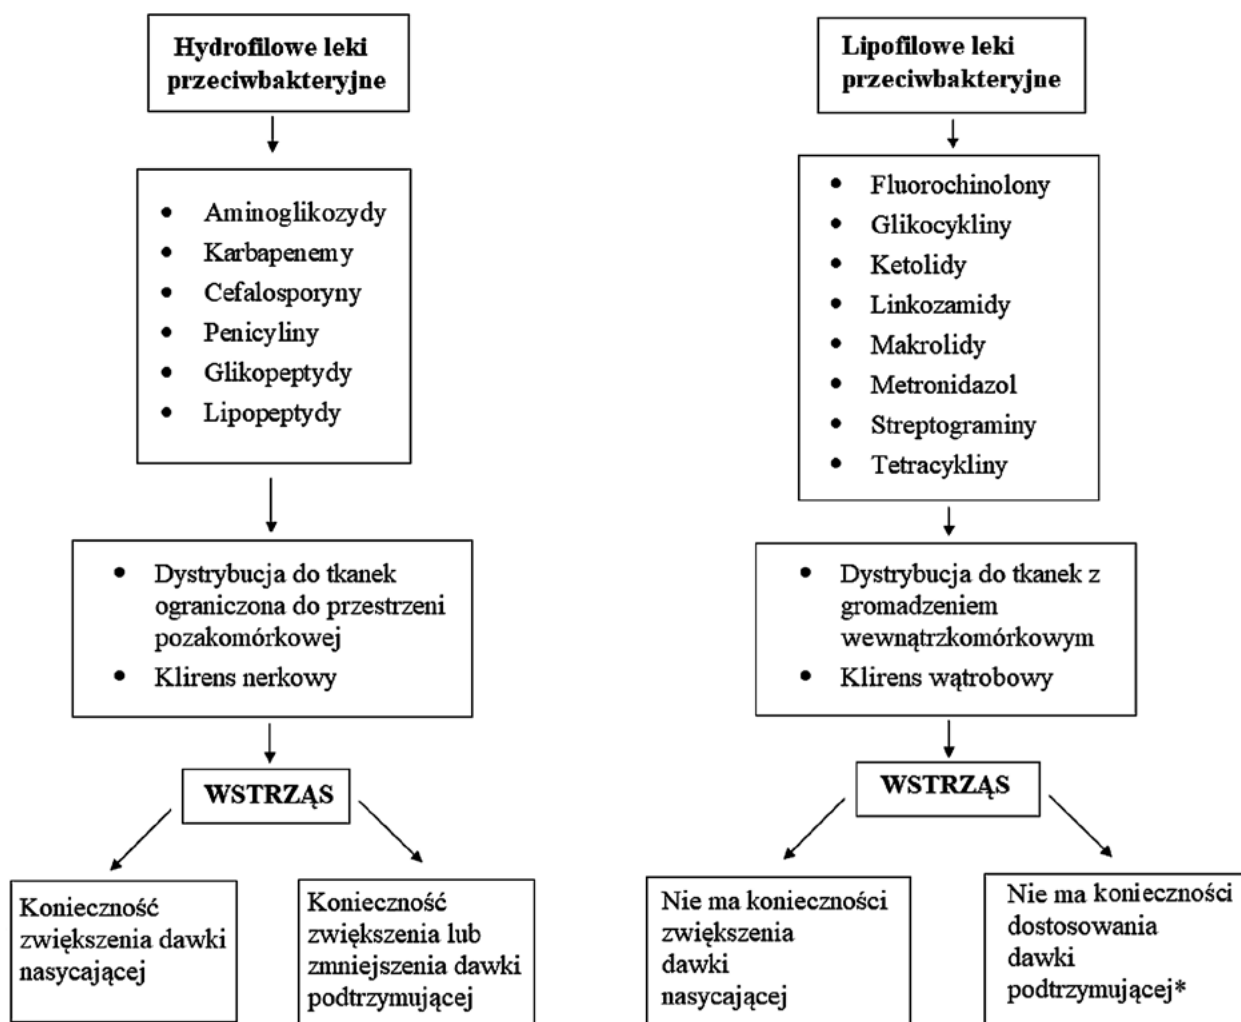 Hydrofilowe leki
przeciwbakteryjne
• Aminoglikozydy
• Karbapenemy
• Cefalosporyny
• Penicyliny
• Glikopeptydy
• Lipopeptydy
• Dystrybucja do tkanek
ograniczona do przestrzeni
pozakomórkowej
• Klirens nerkowy
WSTRZĄS
Konieczność
zwiększenia dawki
nasycającej
Konieczność
zwiększenia lub
zmniejszenia dawki
podtrzymującej
Lipofilowe leki
przeciwbakteryjne
• Fluorochinolony
• Glikocykliny
• Ketolidy
• Linkozamidy
• Makrolidy
• Metronidazol
• Streptograminy
• Tetracykliny
• Dystrybucja do tkanek z
gromadzeniem
wewnątrzkomórkowym
• Klirens wątrobowy
WSTRZĄS
Nie ma konieczności
zwiększenia
dawki
nasycającej
Nie ma konieczności
dostosowania
dawki
podtrzymującej*